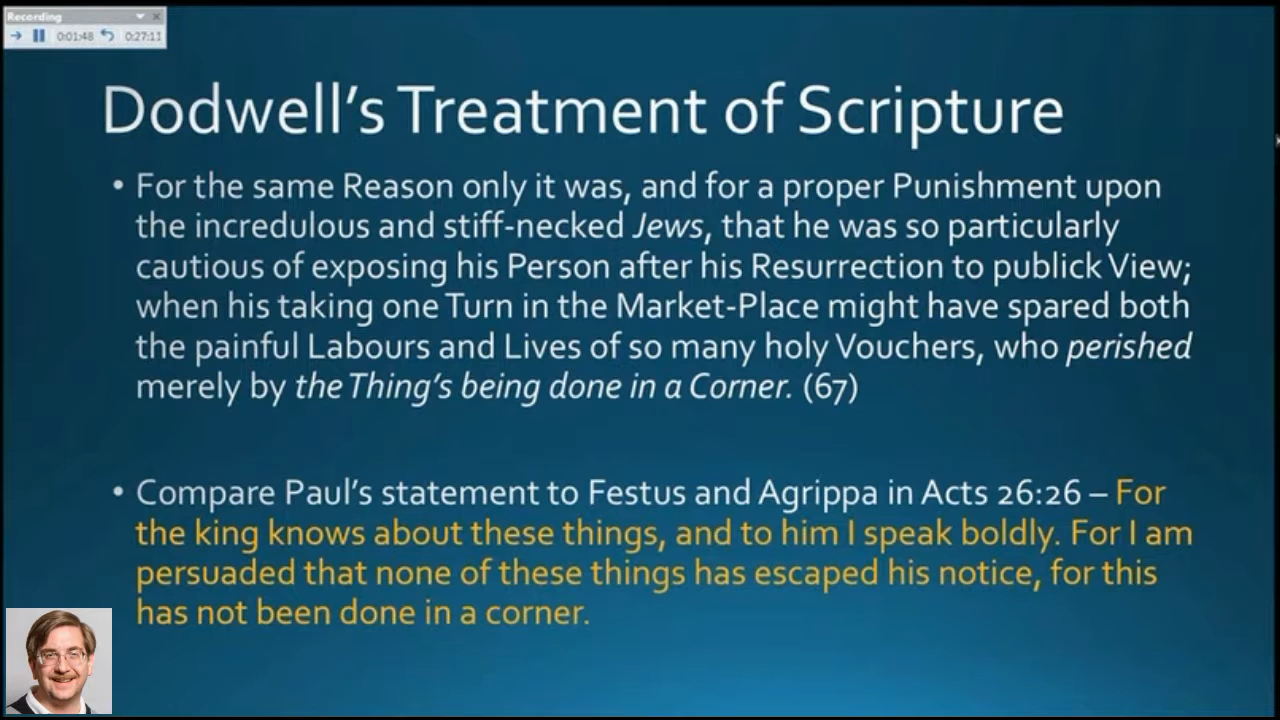 Recording
0:01:48 0:27:11
Dodwell's Treatment of Scripture
• For the same Reason only it was, and for a proper Punishment upon
the incredulous and stiff-necked Jews, that he was so particularly
cautious of exposing his Person after his Resurrection to publick View;
when his taking one Turn in the Market-Place might have spared both
the painful Labours and Lives of so many holy Vouchers, who perished
merely by the Thing's being done in a Corner. (67)
• Compare Paul's statement to Festus and Agrippa in Acts 26:26 – For
the king knows about these things, and to him I speak boldly. For I am
persuaded that none of these things has escaped his notice, for this
has not been done in a corner.